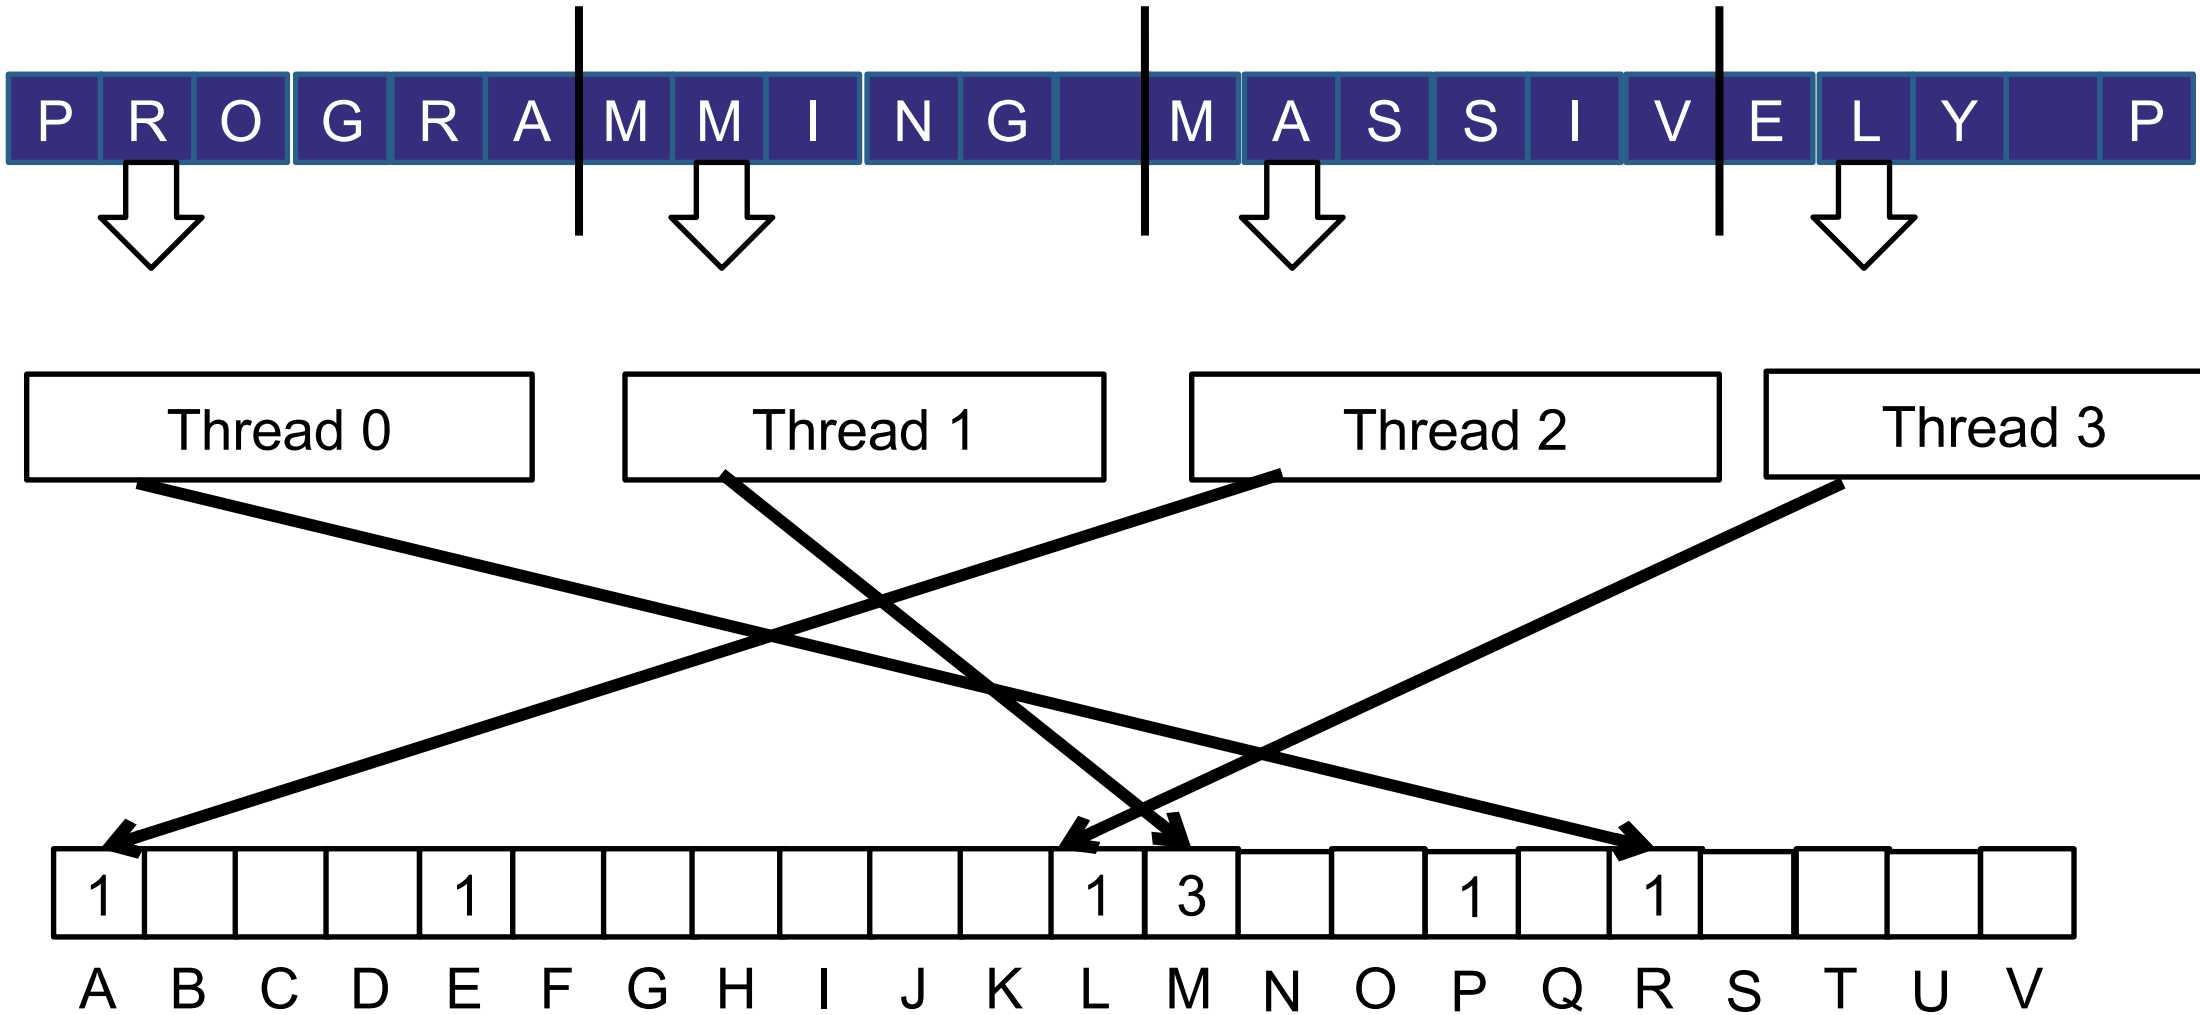 P R O G R A M M I N G M A S S I V E L Y P
Thread 0 Thread 1 Thread 2 Thread 3
1 1 1 3 1 1
A B C D E F G H I J K L M N O P Q R S T U V